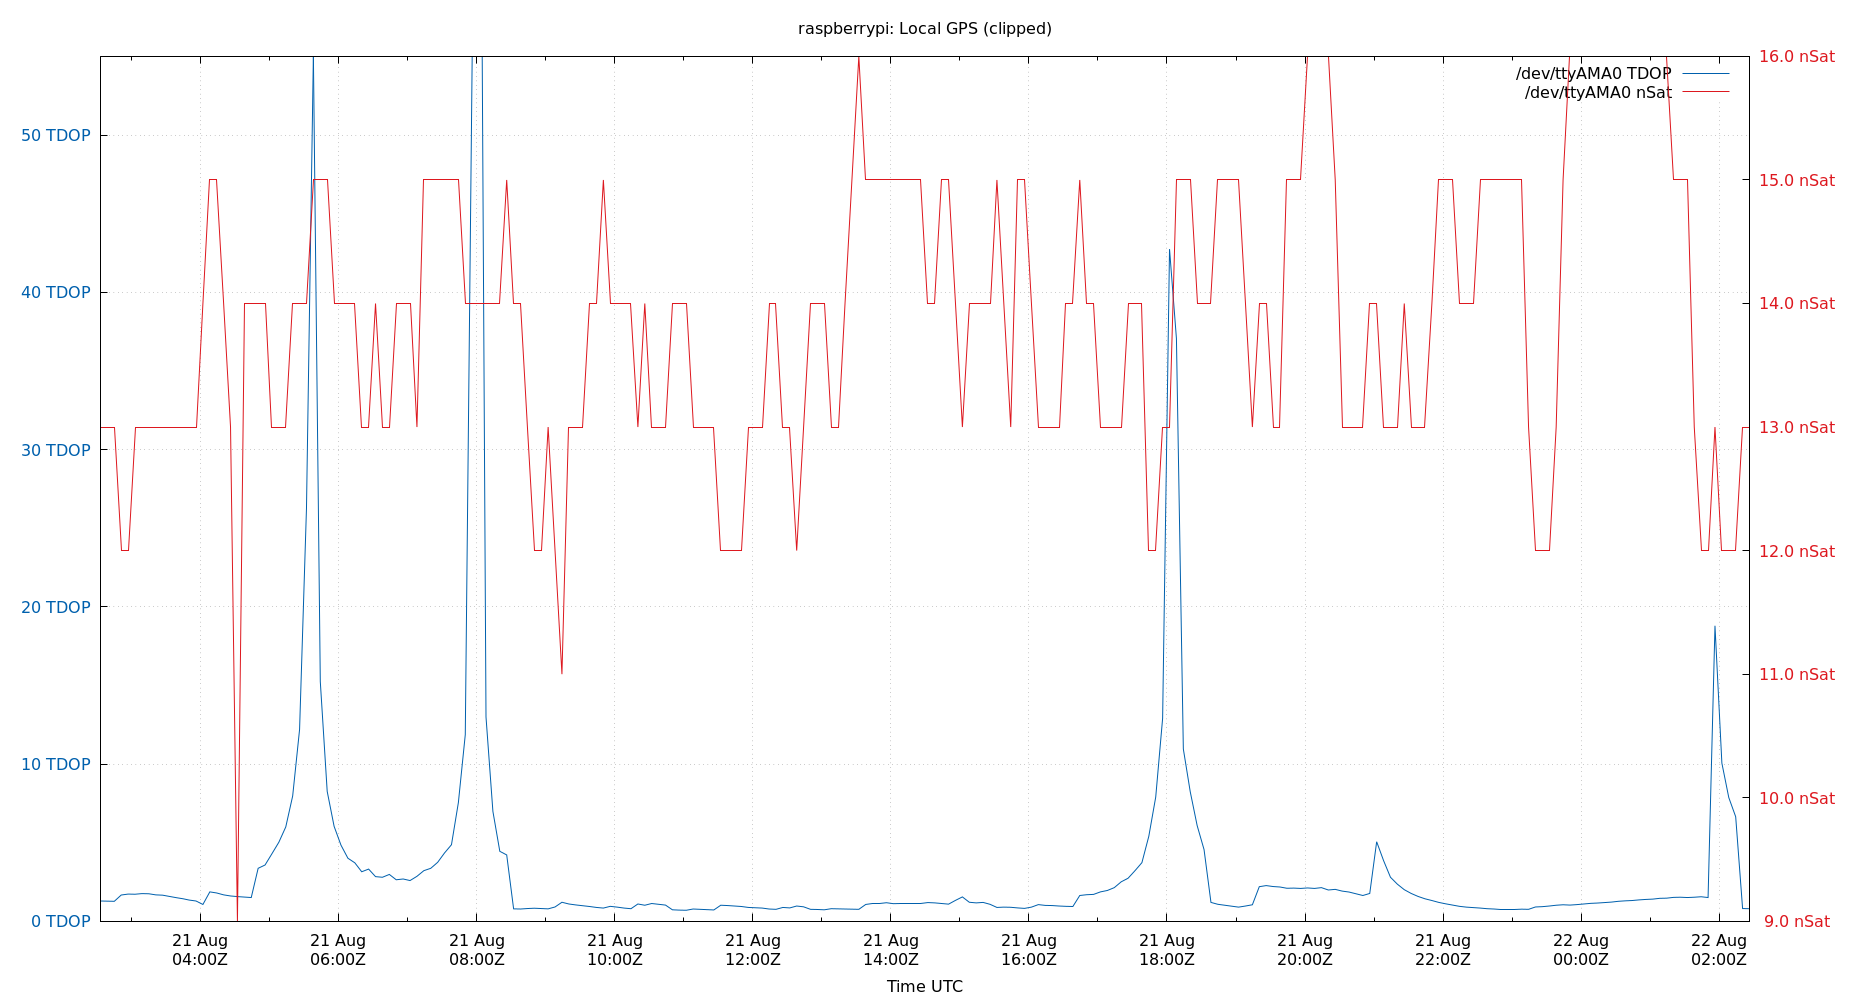 raspberrypi: Local GPS (clipped)
16.0 nSat
/dev/ttyAMA0 TDOP
/dev/ttyAMA0 nSat
50 TDOP
15.0 nSat
40 TDOP
14.0 nSat
13.0 nSat
30 TDOP
12.0 nSat
20 TDOP
11.0 nSat
10 TDOP
10.0 nSat
0 TDOP
9.0 nSat
21 Aug 21 Aug 21 Aug 21 Aug 21 Aug 21 Aug 21 Aug 21 Aug 21 Aug 21 Aug 22 Aug 22 Aug
04:00Z 06:00Z 08:00Z 10:00Z 12:00Z 14:00Z 16:00Z 18:00Z 20:00Z 22:00Z 00:00Z 02:00Z
Time UTC